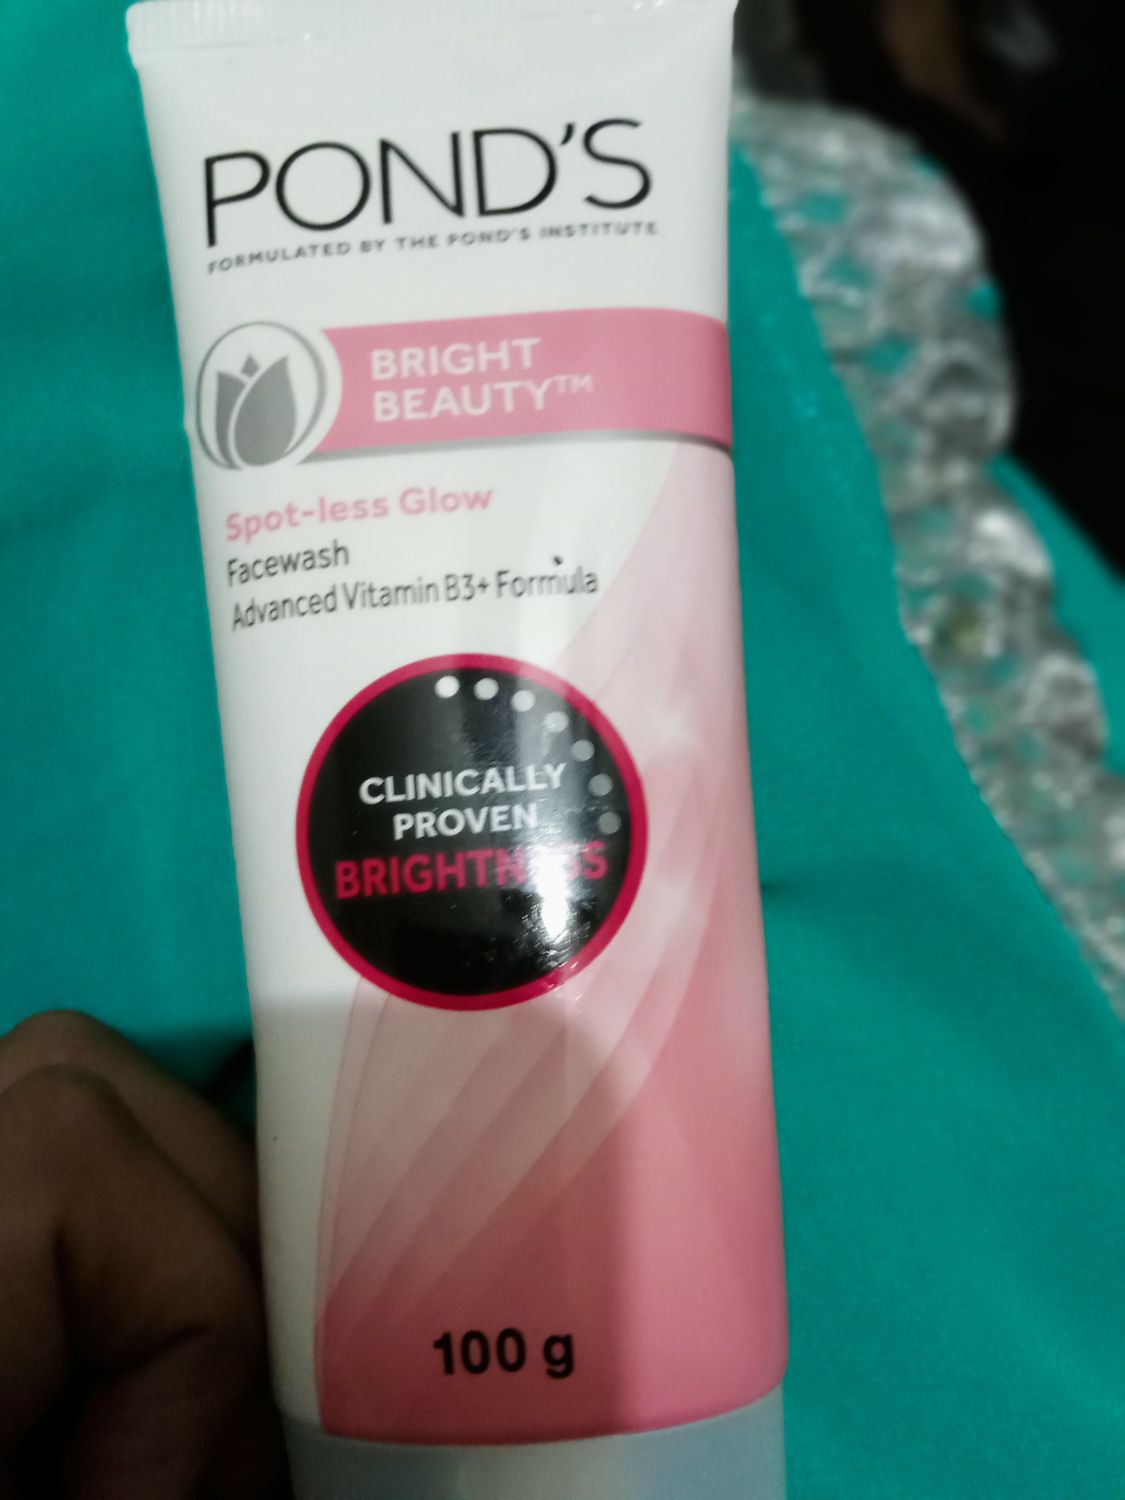 POND'S
FORMULATED BY THE POND'S INSTITUTE
BRIGHT
BEAUTY™
Spot-less Glow
Facewash
Advanced Vitamin B3+ Formula
CLINICALLY
PROVEN
BRIGHTNESS
100 g